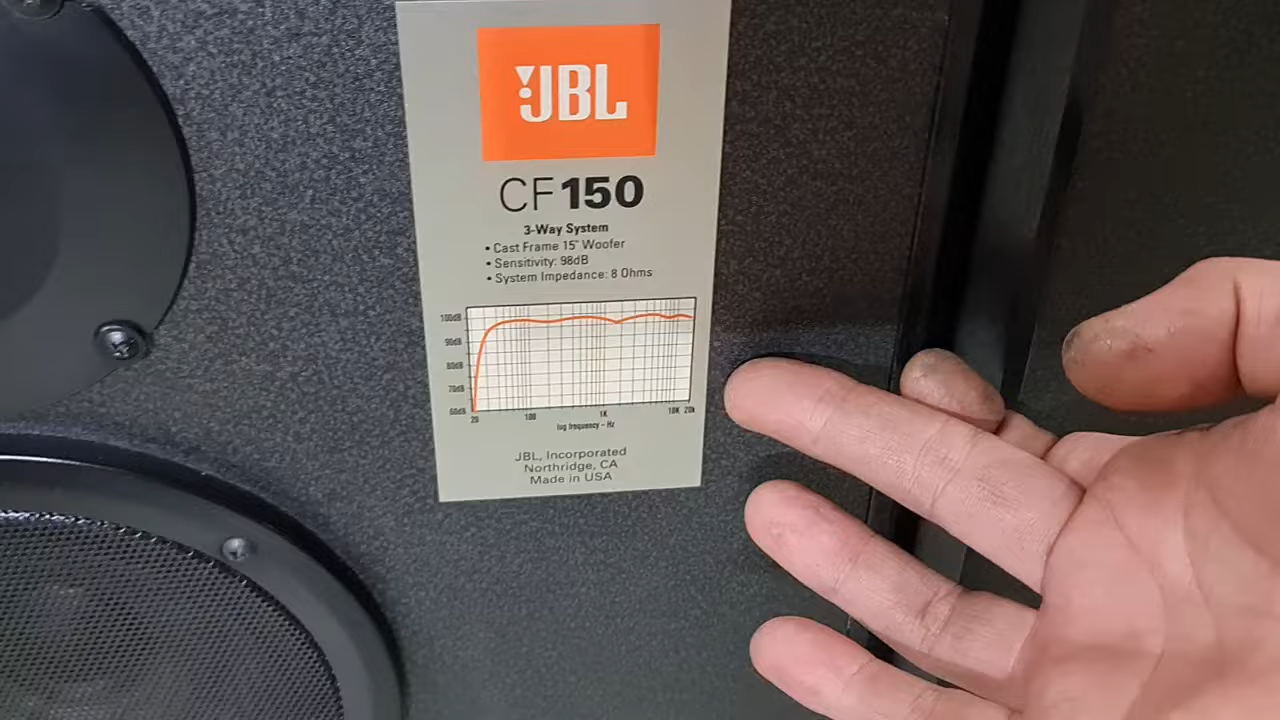 JBL
CF150
3-Way System
• Cast Frame 15" Woofer
• Sensitivity: 98dB
• System Impedance: 8 Ohms
100dB
90dB
80dB
70dB
60dB
20 100 1K 10K 20k
log frequency - Hz
JBL, Incorporated
Northridge, CA
Made in USA